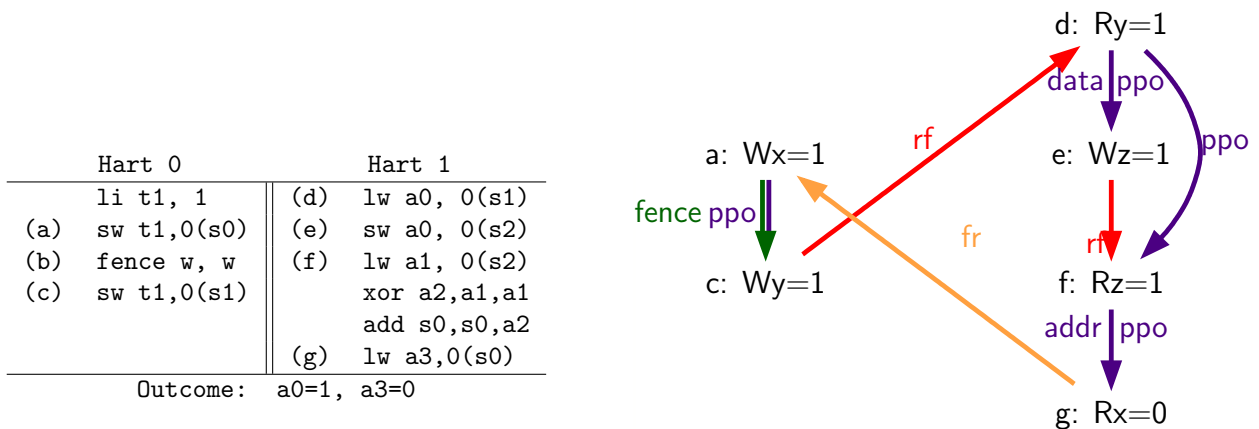 Hart 0 Hart 1
li t1, 1 (d) lw a0, 0(s1)
(a) sw t1,0(s0) (e) sw a0, 0(s2)
(b) fence w, w (f) lw a1, 0(s2)
(c) sw t1,0(s1) xor a2,a1,a1
add s0,s0,a2
(g) lw a3,0(s0)
Outcome: a0=1, a3=0
d: Ry=1
data ppo
rf
ppo
a: Wx=1
e: Wz=1
fence ppo
fr
rf
c: Wy=1
f: Rz=1
addr ppo
g: Rx=0